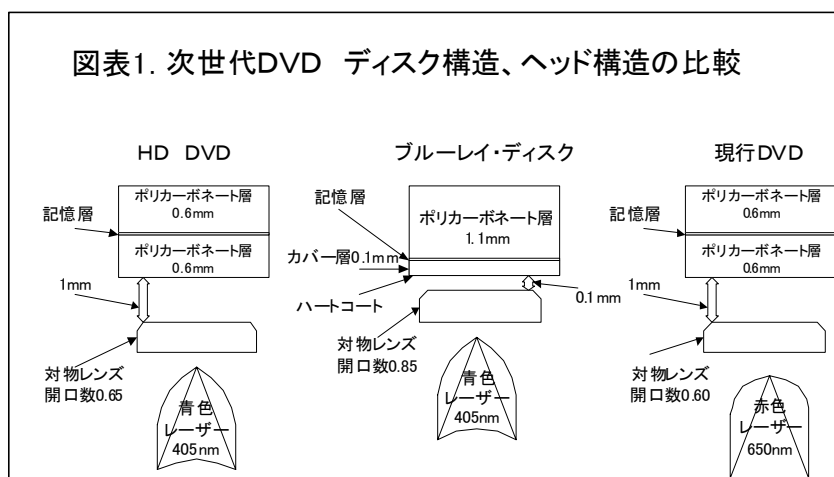 図表1. 次世代DVD ディスク構造、ヘッド構造の比較
HD DVD
記憶層
ポリカーボネート層
0.6mm
ポリカーボネート層
0.6mm
1mm
対物レンズ
開口数0.65
青色
レーザー
405nm
ブルーレイ・ディスク
記憶層
ポリカーボネート層
1.1mm
カバー層0.1mm
ハートコート
0.1mm
対物レンズ
開口数0.85
青色
レーザー
405nm
現行DVD
記憶層
ポリカーボネート層
0.6mm
ポリカーボネート層
0.6mm
1mm
対物レンズ
開口数0.60
赤色
レーザー
650nm